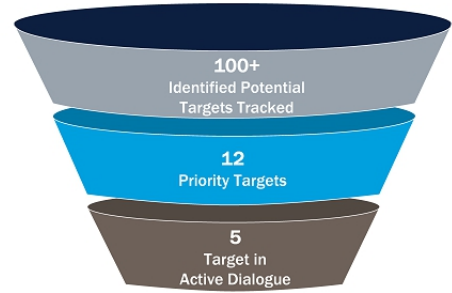 100+
Identified Potential
Targets Tracked
12
Priority Targets
5
Target in
Active Dialogue